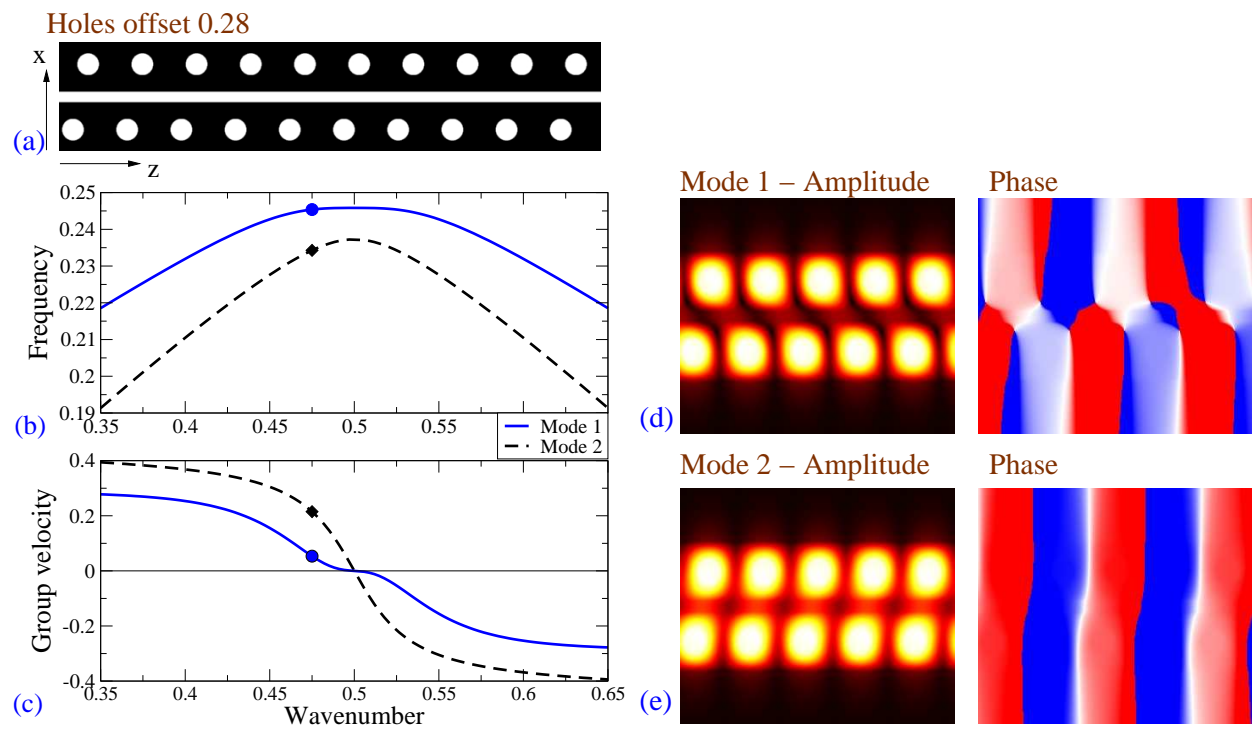 Holes offset 0.28
x
(a)
z
0.25
0.24
0.23
0.22
0.21
0.2
0.19
Frequency
(b)
0.35 0.4 0.45 0.5 0.55
Mode 1
Mode 2
0.4
0.2
0
-0.2
-0.4
Group velocity
(c)
0.35 0.4 0.45 0.5 0.55 0.6 0.65
Wavenumber
Mode 1 – Amplitude Phase
(d)
Mode 2 – Amplitude Phase
(e)